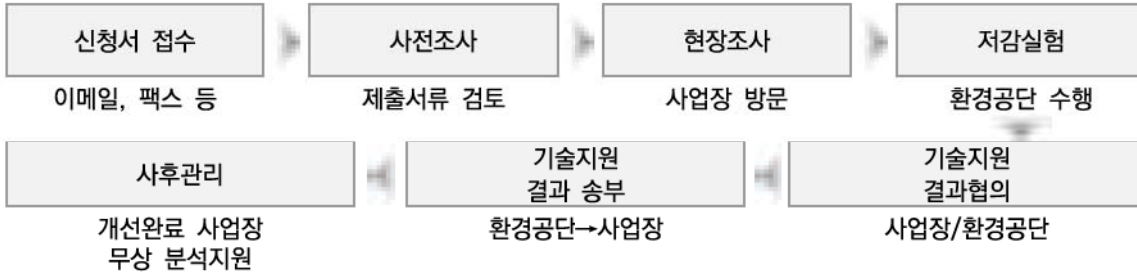 신청서 접수
사전조사
현장조사
저감실험
이메일, 팩스 등
제출서류 검토
사업장 방문
환경공단 수행
기술지원
결과협의
사업장/환경공단
기술지원
결과 송부
환경공단→사업장
사후관리
개선완료 사업장
무상 분석지원